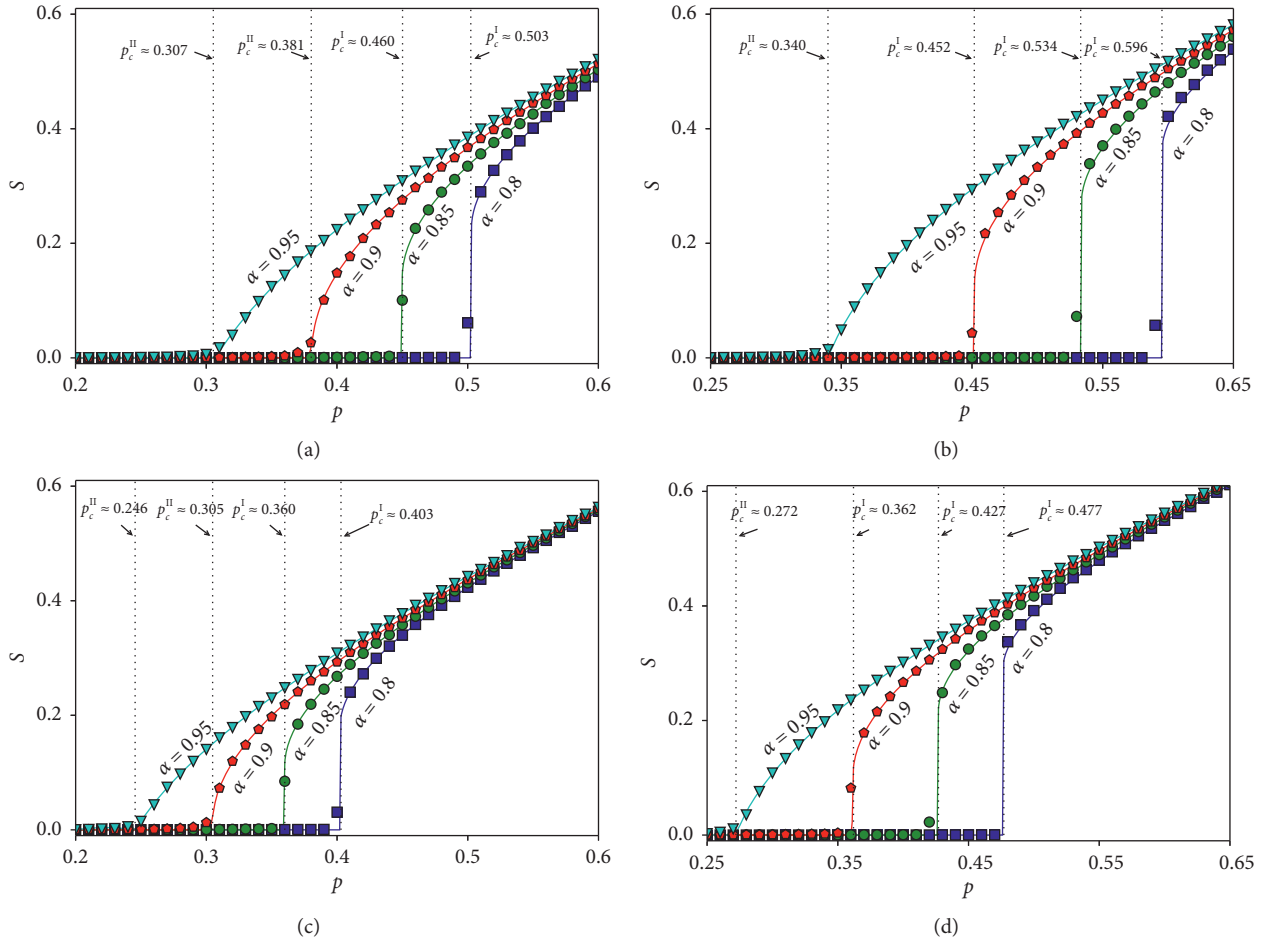 0.6
p_c^II ≈ 0.307
p_c^II ≈ 0.381
p_c^I ≈ 0.460
p_c^I ≈ 0.503
0.4
S
0.2
0.0
α = 0.95
α = 0.9
α = 0.85
α = 0.8
0.2 0.3 0.4 0.5 0.6
p
(a)
0.6
p_c^II ≈ 0.340
p_c^I ≈ 0.452
p_c^I ≈ 0.534
p_c^I ≈ 0.596
0.4
S
0.2
0.0
α = 0.95
α = 0.9
α = 0.85
α = 0.8
0.25 0.35 0.45 0.55 0.65
p
(b)
0.6
p_c^II ≈ 0.246
p_c^II ≈ 0.305
p_c^I ≈ 0.360
p_c^I ≈ 0.403
0.4
S
0.2
0.0
α = 0.95
α = 0.9
α = 0.85
α = 0.8
0.2 0.3 0.4 0.5 0.6
p
(c)
0.6
p_c^II ≈ 0.272
p_c^I ≈ 0.362
p_c^I ≈ 0.427
p_c^I ≈ 0.477
0.4
S
0.2
0.0
α = 0.95
α = 0.9
α = 0.85
α = 0.8
0.25 0.35 0.45 0.55 0.65
p
(d)